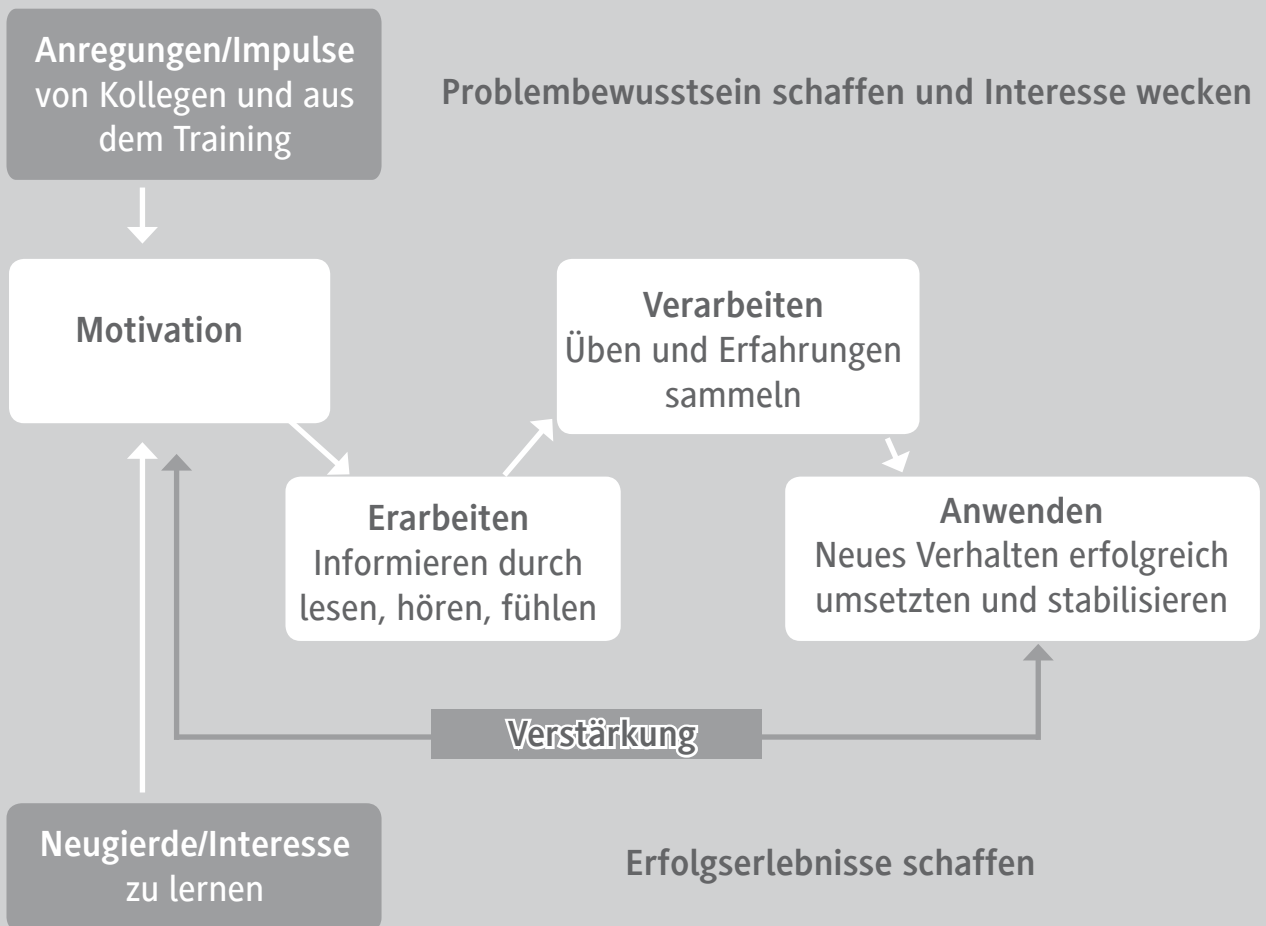 Anregungen/Impulse
von Kollegen und aus
dem Training
Problembewusstsein schaffen und Interesse wecken
Motivation
Verarbeiten
Üben und Erfahrungen
sammeln
Erarbeiten
Informieren durch
lesen, hören, fühlen
Anwenden
Neues Verhalten erfolgreich
umsetzten und stabilisieren
Verstärkung
Neugierde/Interesse
zu lernen
Erfolgserlebnisse schaffen